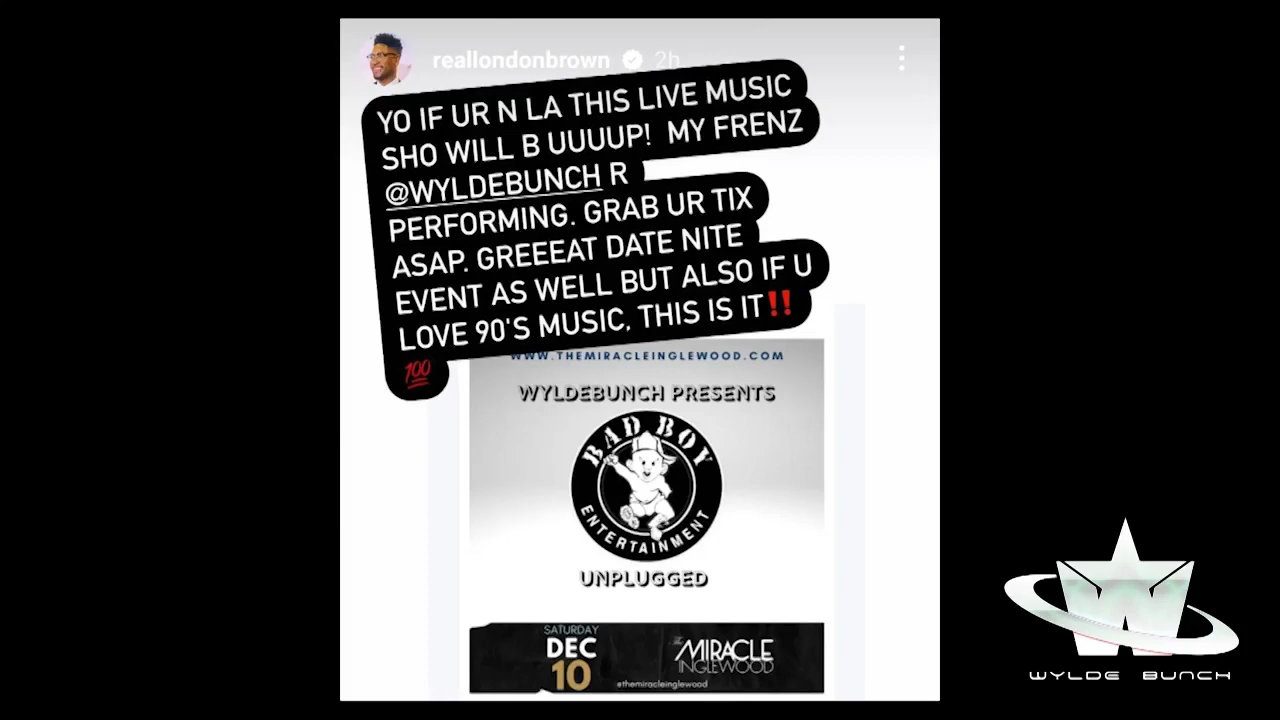 reallondonbrown 2h
YO IF UR N LA THIS LIVE MUSIC
SHO WILL B UUUUP! MY FRENZ
@WYLDEBUNCH R
PERFORMING. GRAB UR TIX
ASAP. GREEEAT DATE NITE
EVENT AS WELL BUT ALSO IF U
LOVE 90'S MUSIC, THIS IS IT‼️
💯
WWW.THEMIRACLEINGLEWOOD.COM
WYLDEBUNCH PRESENTS
BAD BOY
ENTERTAINMENT
UNPLUGGED
SATURDAY
DEC
10
The
MIRACLE
INGLEWOOD
@themiracleinglewood
W
WYLDE BUNCH